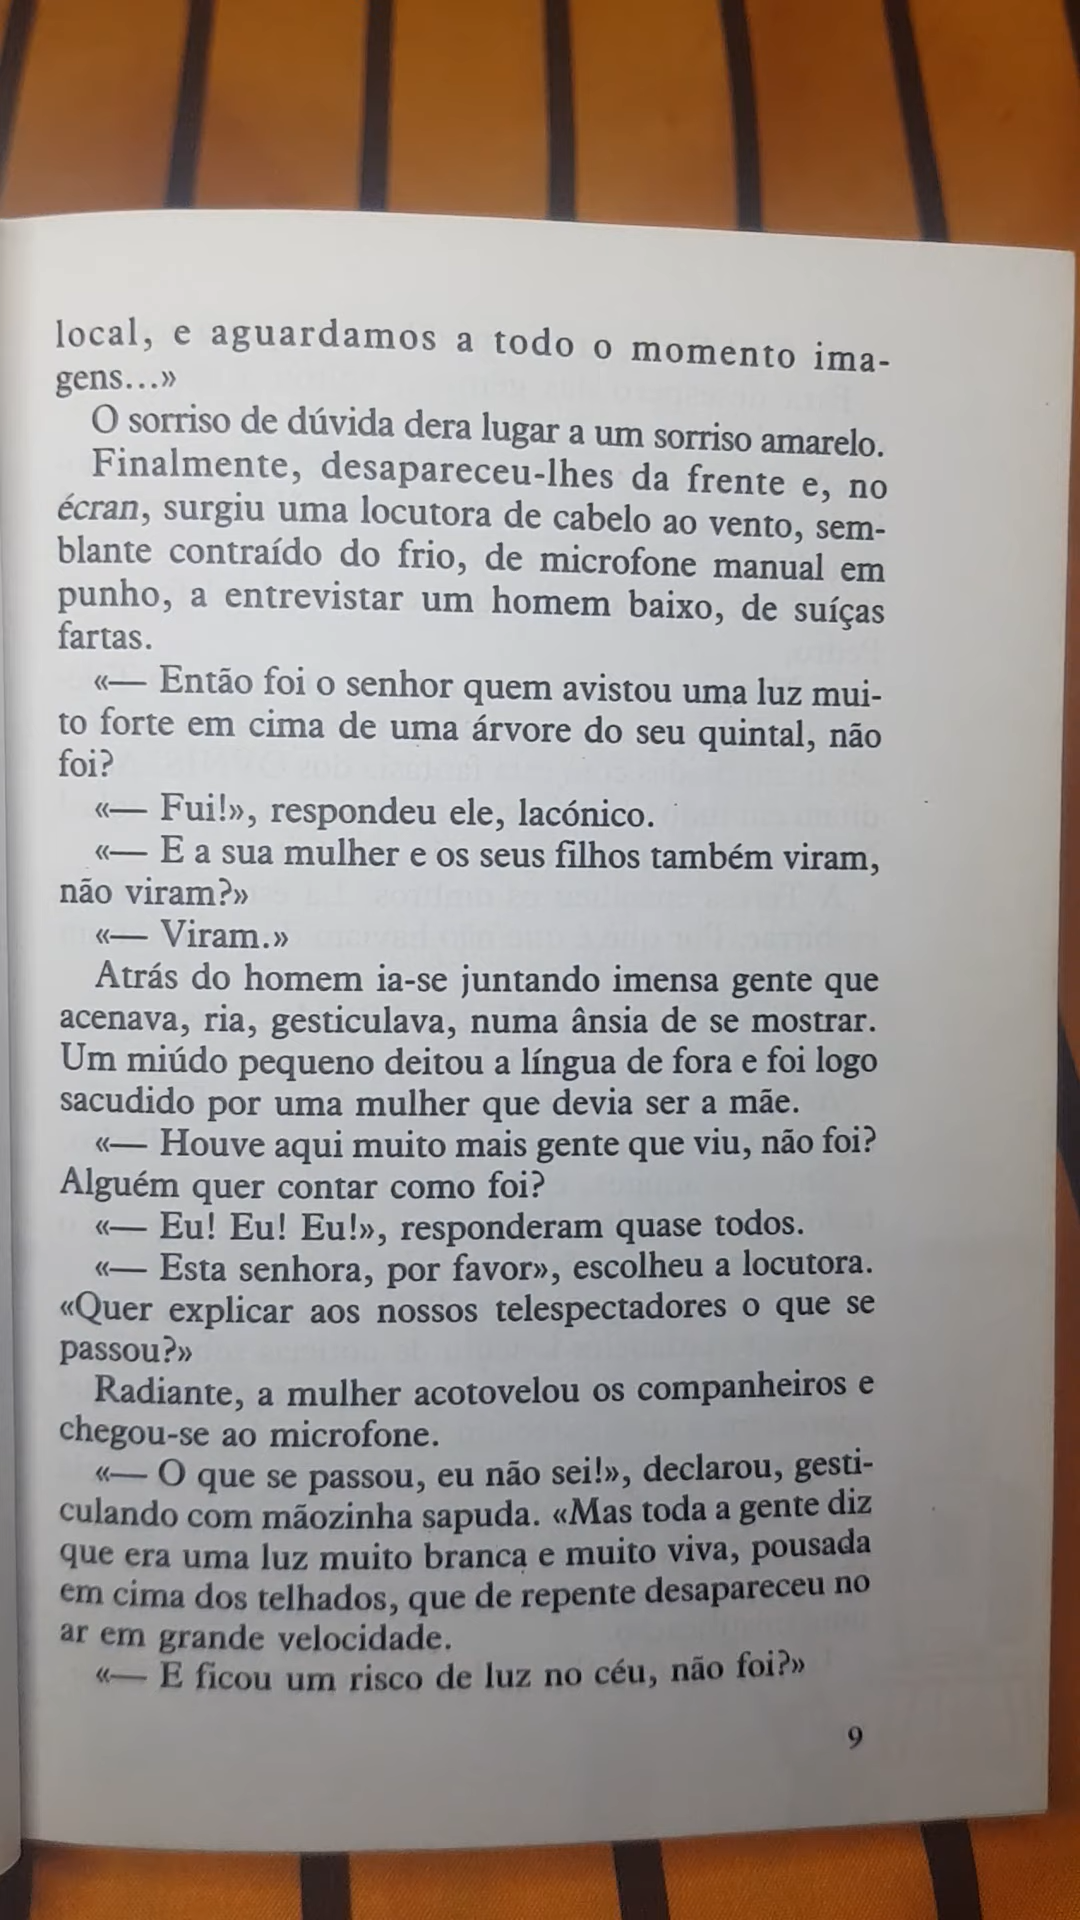 local, e aguardamos a todo o momento ima-
gens...»
O sorriso de dúvida dera lugar a um sorriso amarelo.
Finalmente, desapareceu-lhes da frente e, no
écran, surgiu uma locutora de cabelo ao vento, sem-
blante contraído do frio, de microfone manual em
punho, a entrevistar um homem baixo, de suíças
fartas.
«— Então foi o senhor quem avistou uma luz mui-
to forte em cima de uma árvore do seu quintal, não
foi?
«— Fui!», respondeu ele, lacónico.
«— E a sua mulher e os seus filhos também viram,
não viram?»
«— Viram.»
Atrás do homem ia-se juntando imensa gente que
acenava, ria, gesticulava, numa ânsia de se mostrar.
Um miúdo pequeno deitou a língua de fora e foi logo
sacudido por uma mulher que devia ser a mãe.
«— Houve aqui muito mais gente que viu, não foi?
Alguém quer contar como foi?
«— Eu! Eu! Eu!», responderam quase todos.
«— Esta senhora, por favor», escolheu a locutora.
«Quer explicar aos nossos telespectadores o que se
passou?»
Radiante, a mulher acotovelou os companheiros e
chegou-se ao microfone.
«— O que se passou, eu não sei!», declarou, gesti-
culando com mãozinha sapuda. «Mas toda a gente diz
que era uma luz muito branca e muito viva, pousada
em cima dos telhados, que de repente desapareceu no
ar em grande velocidade.
«— E ficou um risco de luz no céu, não foi?»
9